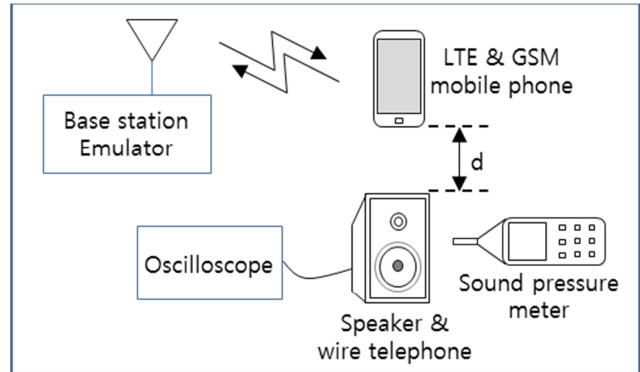 LTE & GSM
mobile phone
Base station
Emulator
d
Oscilloscope
Sound pressure
meter
Speaker &
wire telephone